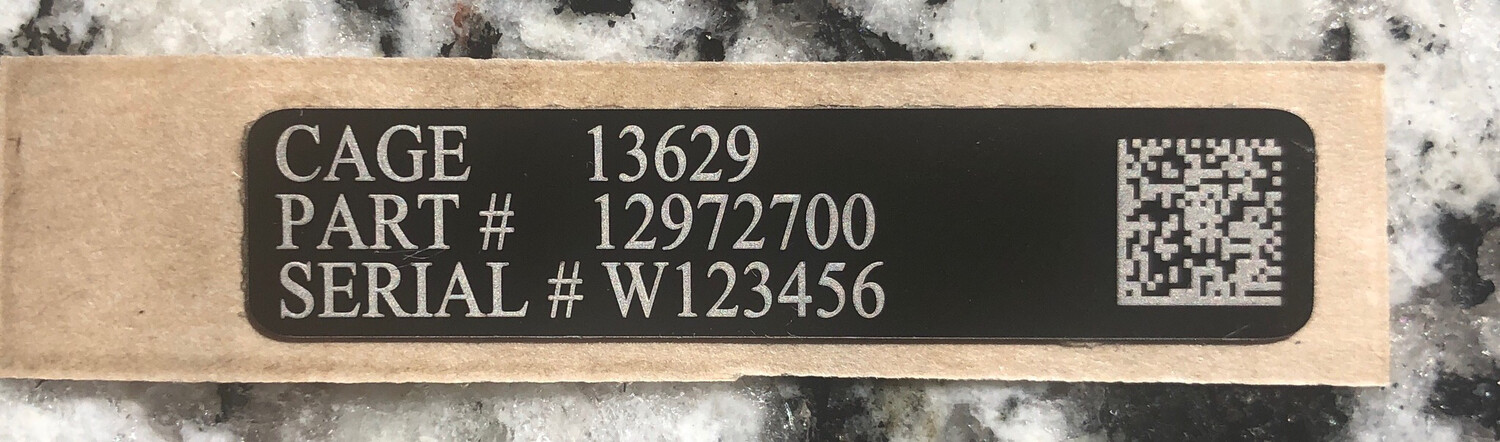 CAGE 13629
PART # 12972700
SERIAL # W123456